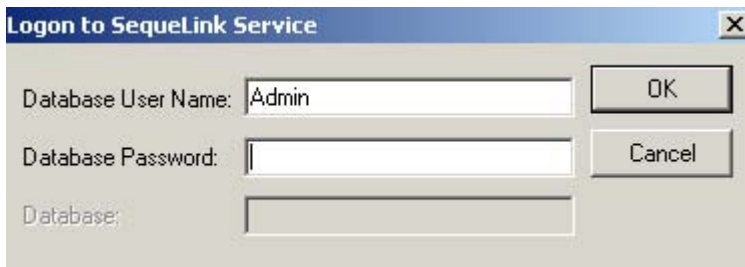 Logon to SequeLink Service
Database User Name: Admin OK
Database Password: Cancel
Database: